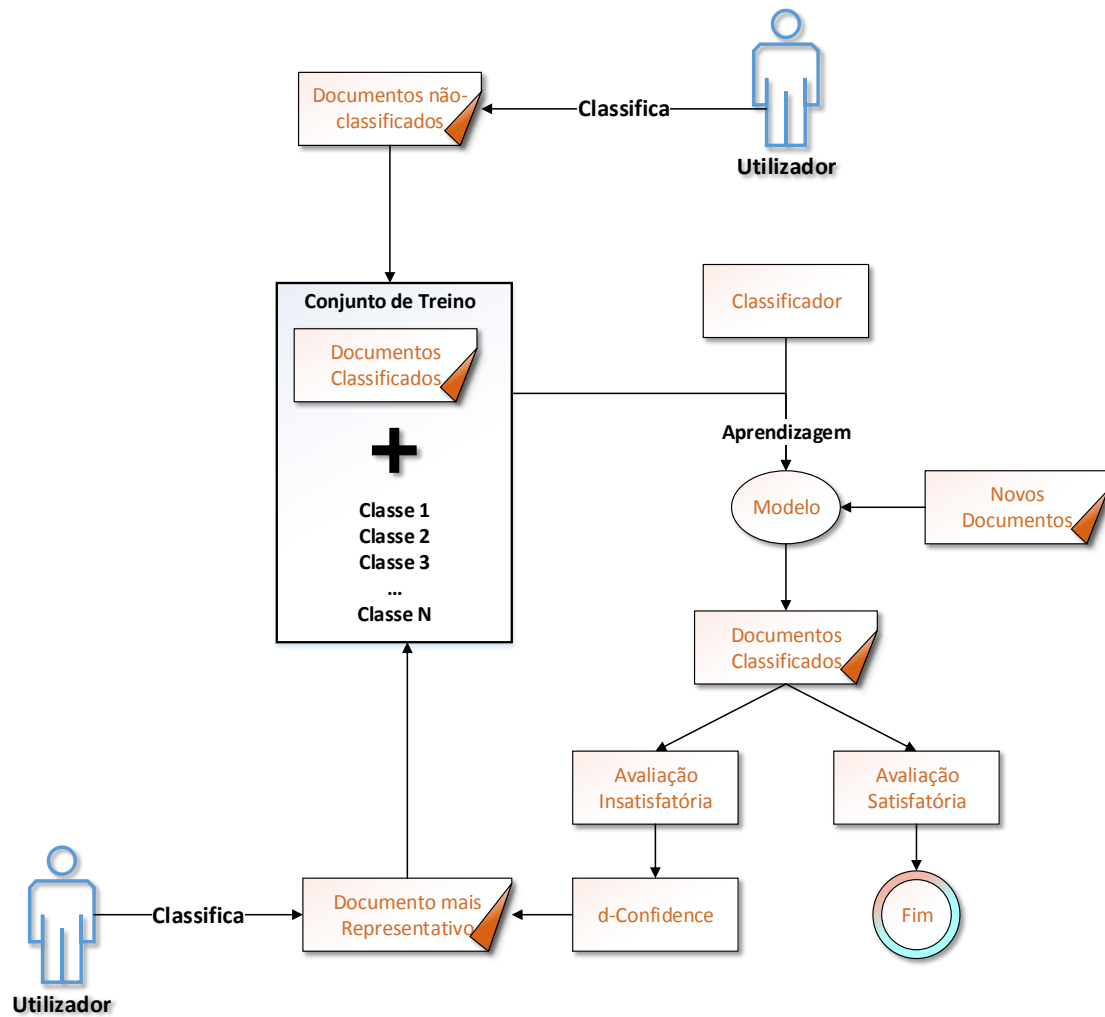 Documentos não-
classificados
Classifica
Utilizador
Conjunto de Treino
Documentos
Classificados
+
Classe 1
Classe 2
Classe 3
...
Classe N
Classificador
Aprendizagem
Modelo
Novos
Documentos
Documentos
Classificados
Avaliação
Insatisfatória
Avaliação
Satisfatória
Utilizador
Classifica
Documento mais
Representativo
d-Confidence
Fim